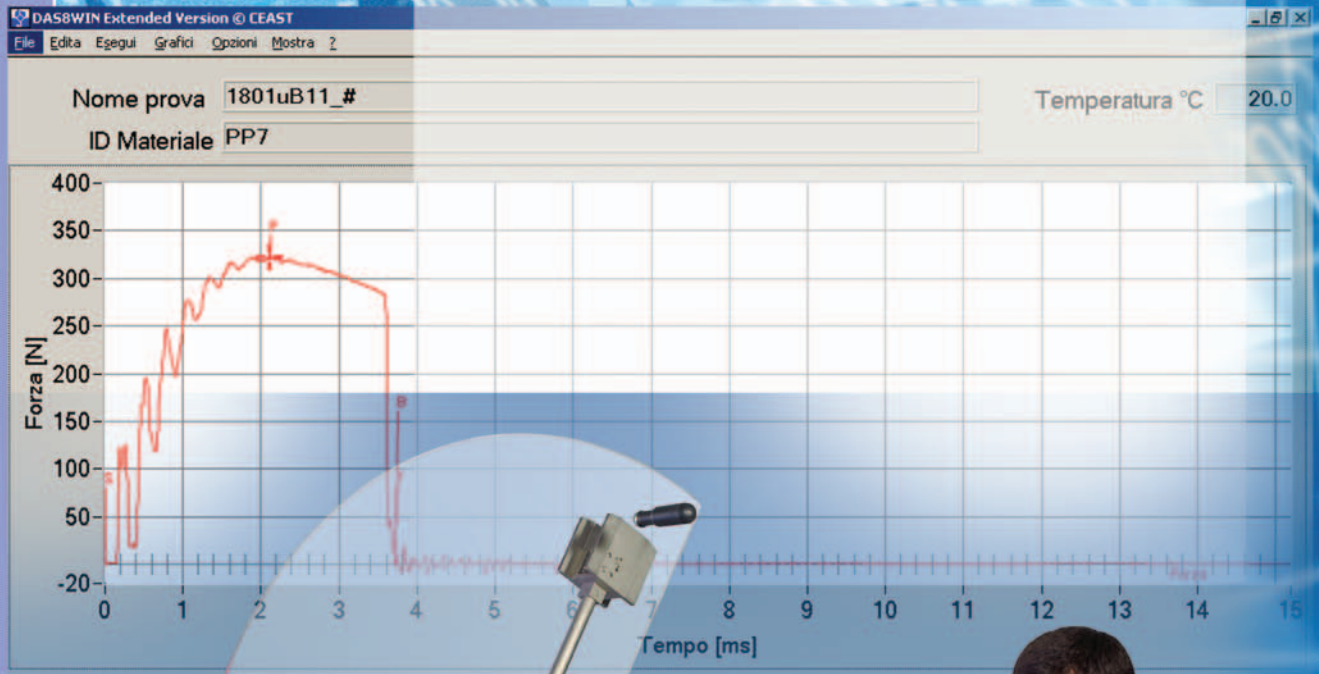 DAS8WIN Extended Version © CEAST
File Edita Esegui Grafici Opzioni Mostra ?
Nome prova 1801uB11_# Temperatura °C 20.0
ID Materiale PP7
400
350
300
250
200
150
100
50
-20
Forza [N]
P
B
S
Forza
0 1 2 3 4 5 6 7 8 9 10 11 12 13 14 15
Tempo [ms]